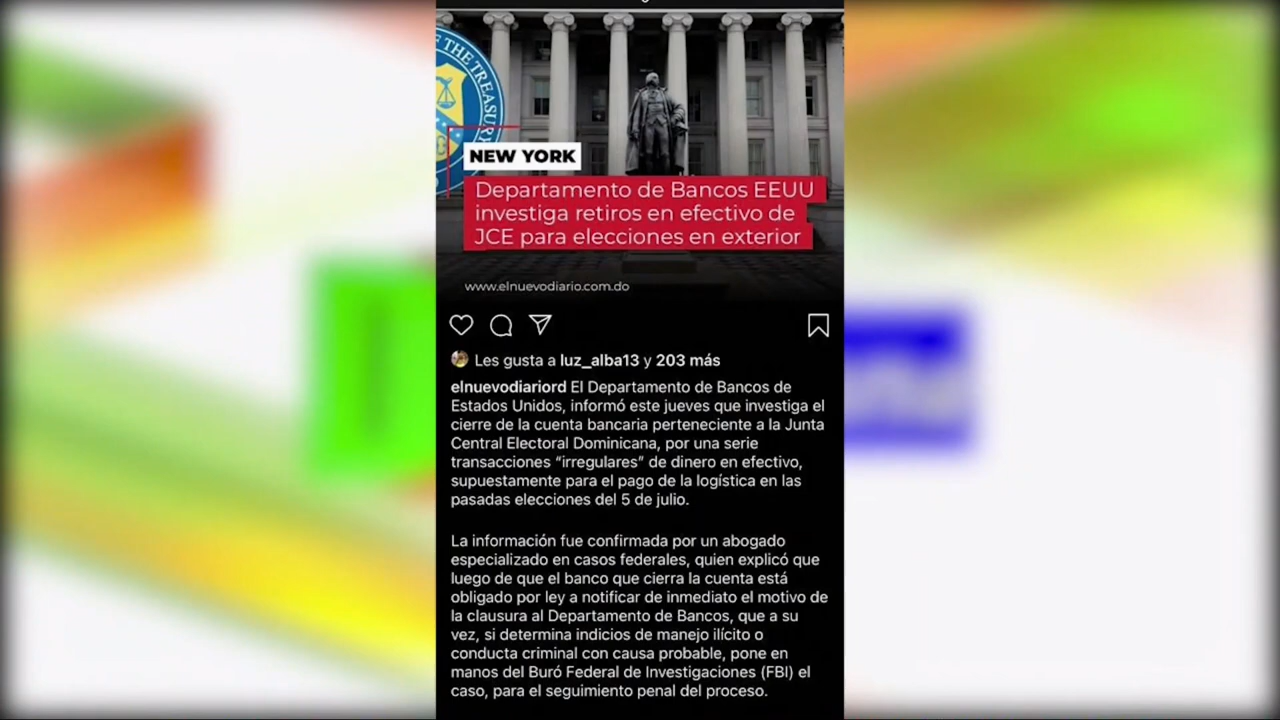 OF THE TREASURY
NEW YORK
Departamento de Bancos EEUU
investiga retiros en efectivo de
JCE para elecciones en exterior
www.elnuevodiario.com.do
Les gusta a luz_alba13 y 203 más
elnuevodiariord El Departamento de Bancos de
Estados Unidos, informó este jueves que investiga el
cierre de la cuenta bancaria perteneciente a la Junta
Central Electoral Dominicana, por una serie
transacciones “irregulares” de dinero en efectivo,
supuestamente para el pago de la logística en las
pasadas elecciones del 5 de julio.
La información fue confirmada por un abogado
especializado en casos federales, quien explicó que
luego de que el banco que cierra la cuenta está
obligado por ley a notificar de inmediato el motivo de
la clausura al Departamento de Bancos, que a su
vez, si determina indicios de manejo ilícito o
conducta criminal con causa probable, pone en
manos del Buró Federal de Investigaciones (FBI) el
caso, para el seguimiento penal del proceso.